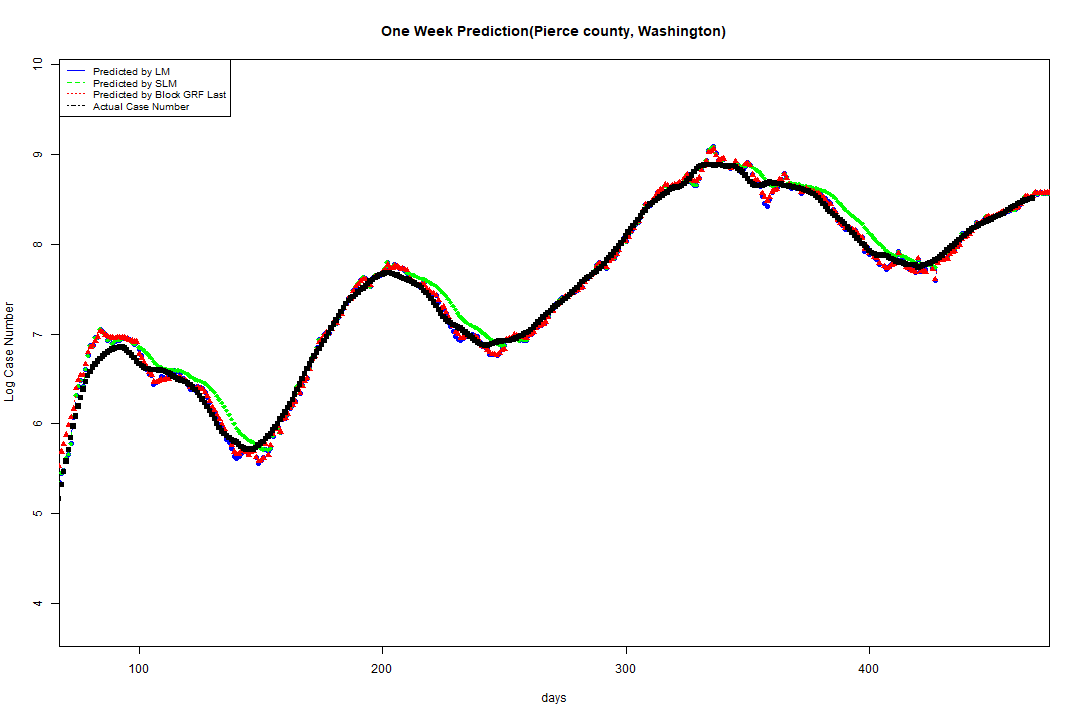 One Week Prediction(Pierce county, Washington)
Predicted by LM
Predicted by SLM
Predicted by Block GRF Last
Actual Case Number
10
9
8
7
6
5
4
Log Case Number
100 200 300 400
days